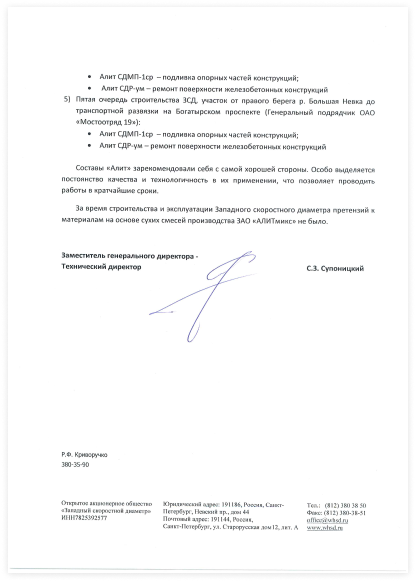 • Алит СДМП-1ср – подливка опорных частей конструкций;
• Алит СДР-ум – ремонт поверхности железобетонных конструкций
5) Пятая очередь строительства ЗСД, участок от правого берега р. Большая Невка до
транспортной развязки на Богатырском проспекте (Генеральный подрядчик ОАО
«Мостоотряд 19»):
• Алит СДМП-1ср – подливка опорных частей конструкций;
• Алит СДР-ум – ремонт поверхности железобетонных конструкций
Составы «Алит» зарекомендовали себя с самой хорошей стороны. Особо выделяется
постоянство качества и технологичность в их применении, что позволяет проводить
работы в кратчайшие сроки.
За время строительства и эксплуатации Западного скоростного диаметра претензий к
материалам на основе сухих смесей производства ЗАО «АЛИТмикс» не было.
Заместитель генерального директора -
Технический директор С.З. Супоницкий
Р.Ф. Криворучко
380-35-90
Открытое акционерное общество
«Западный скоростной диаметр»
ИНН7825392577
Юридический адрес: 191186, Россия, Санкт-
Петербург, Невский пр., дом 44
Почтовый адрес: 191144, Россия,
Санкт-Петербург, ул. Старорусская дом12, лит. А
Тел.: (812) 380 38 50
Факс: (812) 380-38-51
office@whsd.ru
www.whsd.ru